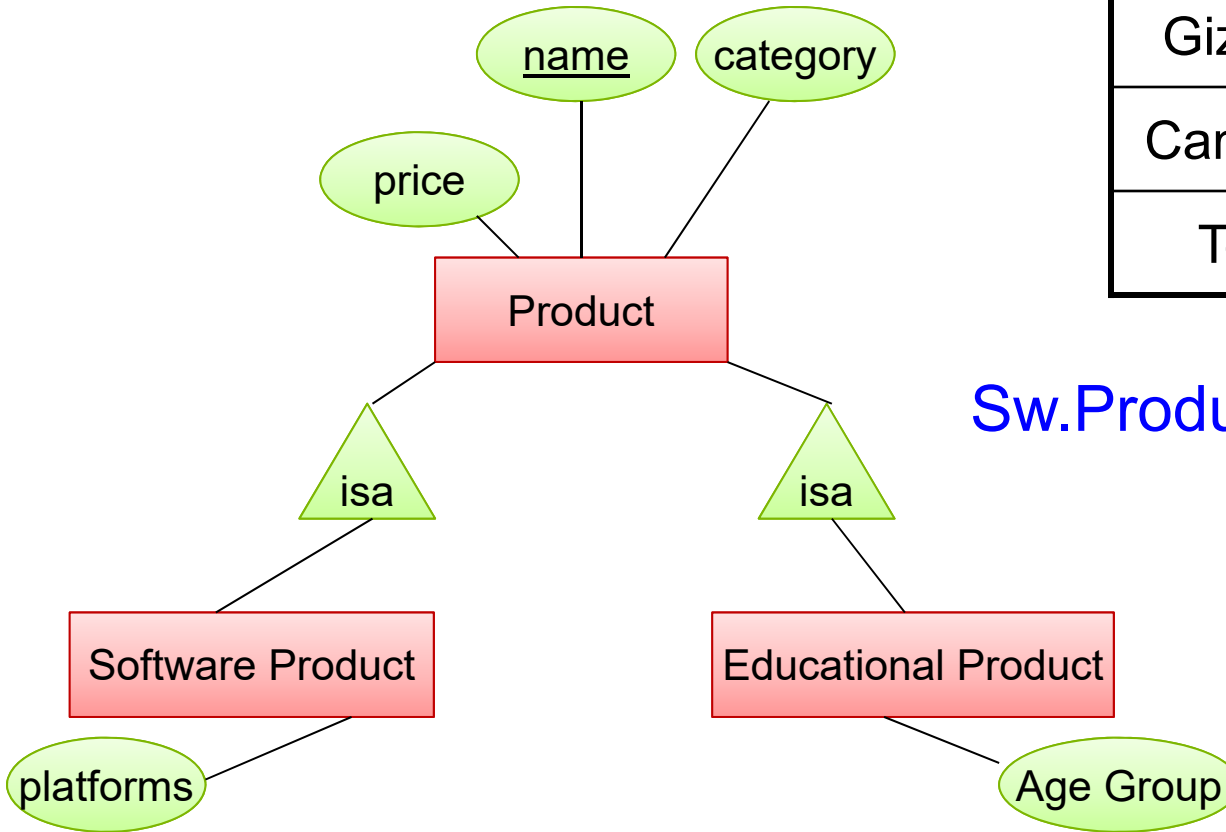 name
category
price
Product
isa
isa
Software Product
Educational Product
platforms
Age Group